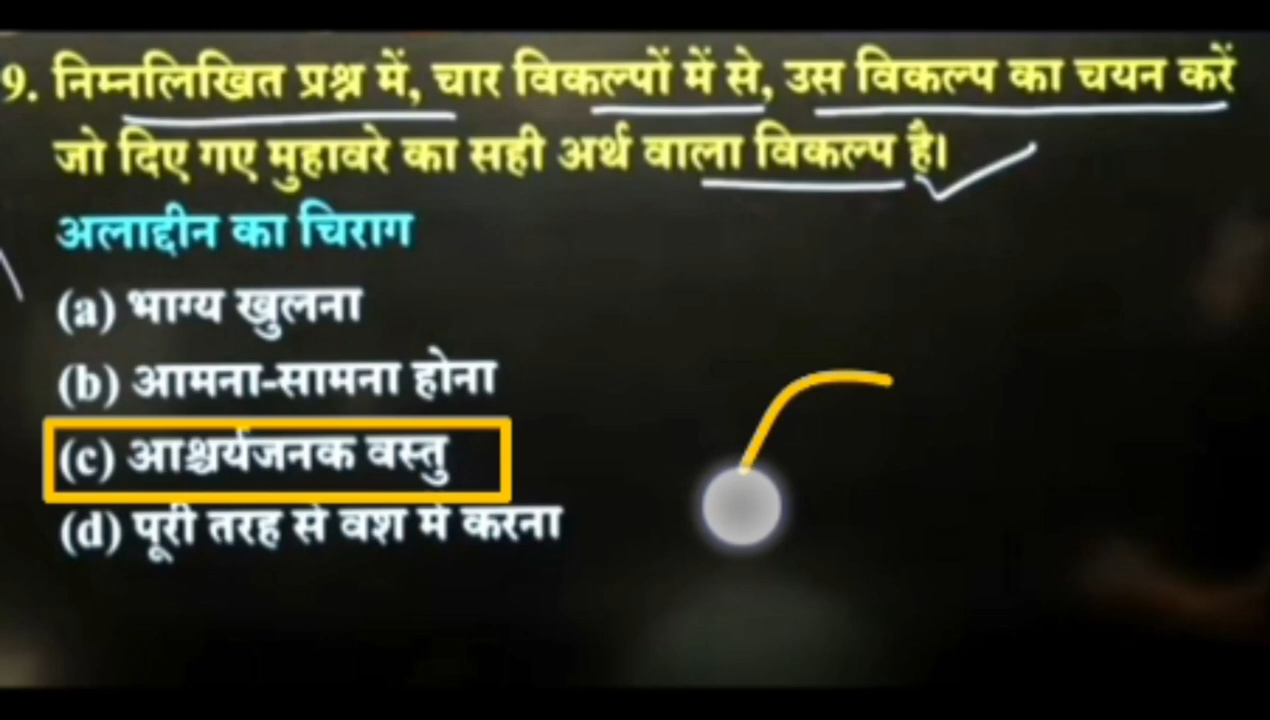 9. निम्नलिखित प्रश्न में, चार विकल्पों में से, उस विकल्प का चयन करें
जो दिए गए मुहावरे का सही अर्थ वाला विकल्प है।
अलाद्दीन का चिराग
(a) भाग्य खुलना
(b) आमना-सामना होना
(c) आश्चर्यजनक वस्तु
(d) पूरी तरह से वश में करना